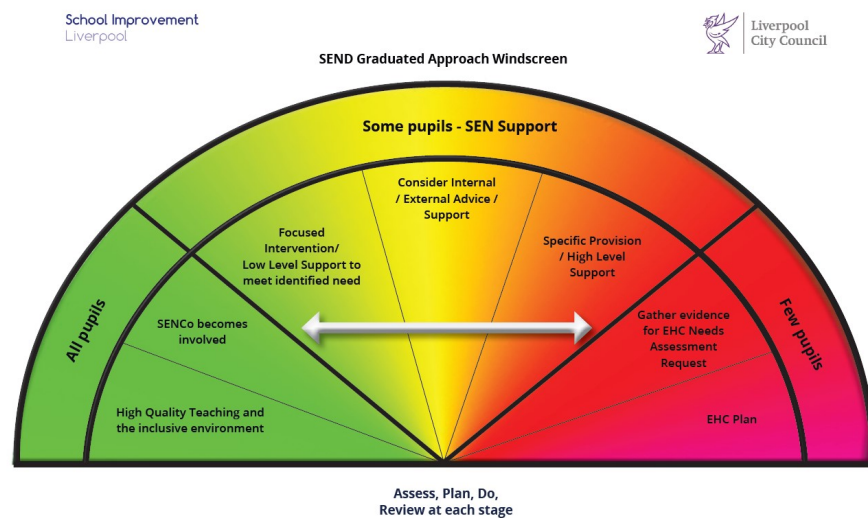 School Improvement
Liverpool
Liverpool
City Council
SEND Graduated Approach Windscreen
Some pupils - SEN Support
Consider Internal
/ External Advice /
Support
Focused
Intervention/
Low Level Support to
meet identified need
Specific Provision
/ High Level
Support
All pupils
SENCo becomes
involved
Gather evidence
for EHC Needs
Assessment
Request
Few pupils
High Quality Teaching and
the inclusive environment
EHC Plan
Assess, Plan, Do,
Review at each stage